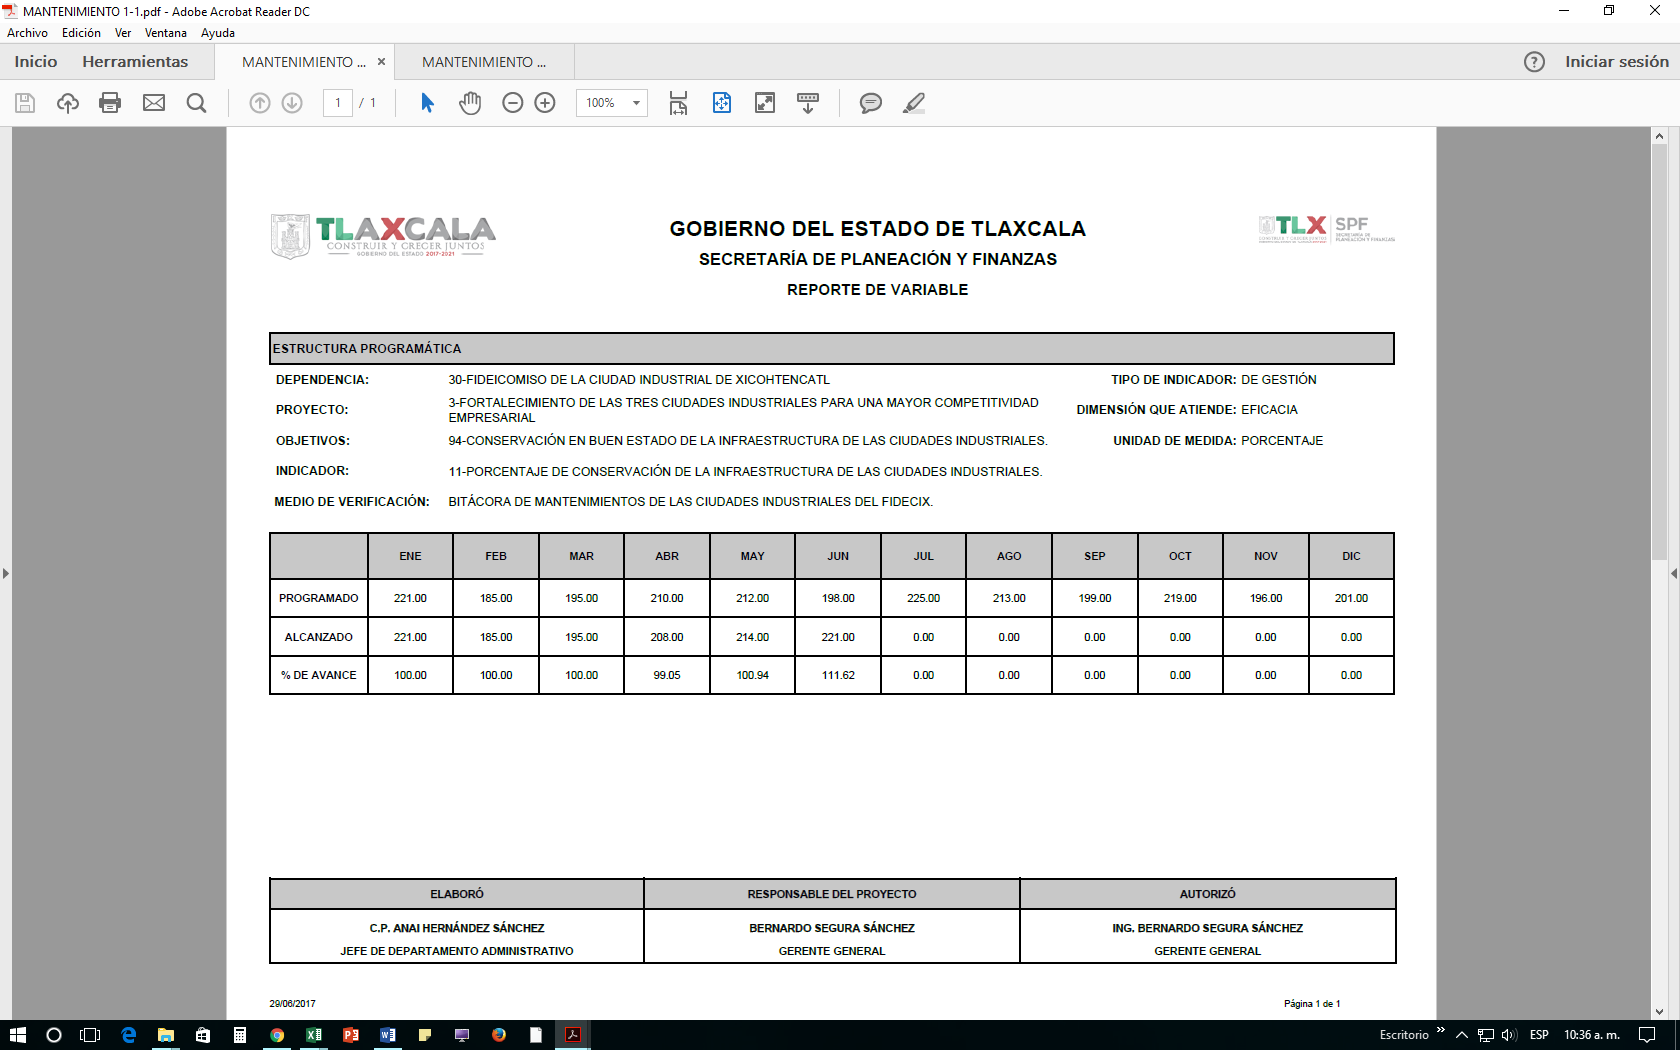 MANTENIMIENTO 1-1.pdf - Adobe Acrobat Reader DC
Archivo Edición Ver Ventana Ayuda
Inicio Herramientas MANTENIMIENTO ... × MANTENIMIENTO ... ? Iniciar sesión
1 / 1 100%
TLAXCALA
CONSTRUIR Y CRECER JUNTOS
GOBIERNO DEL ESTADO 2017-2021
GOBIERNO DEL ESTADO DE TLAXCALA
SECRETARÍA DE PLANEACIÓN Y FINANZAS
REPORTE DE VARIABLE
TLX SPF
SECRETARÍA DE
PLANEACIÓN Y FINANZAS
ESTRUCTURA PROGRAMÁTICA
DEPENDENCIA: 30-FIDEICOMISO DE LA CIUDAD INDUSTRIAL DE XICOHTENCATL TIPO DE INDICADOR: DE GESTIÓN
PROYECTO: 3-FORTALECIMIENTO DE LAS TRES CIUDADES INDUSTRIALES PARA UNA MAYOR COMPETITIVIDAD
EMPRESARIAL DIMENSIÓN QUE ATIENDE: EFICACIA
OBJETIVOS: 94-CONSERVACIÓN EN BUEN ESTADO DE LA INFRAESTRUCTURA DE LAS CIUDADES INDUSTRIALES. UNIDAD DE MEDIDA: PORCENTAJE
INDICADOR: 11-PORCENTAJE DE CONSERVACIÓN DE LA INFRAESTRUCTURA DE LAS CIUDADES INDUSTRIALES.
MEDIO DE VERIFICACIÓN: BITÁCORA DE MANTENIMIENTOS DE LAS CIUDADES INDUSTRIALES DEL FIDECIX.
ENE FEB MAR ABR MAY JUN JUL AGO SEP OCT NOV DIC
PROGRAMADO 221.00 185.00 195.00 210.00 212.00 198.00 225.00 213.00 199.00 219.00 196.00 201.00
ALCANZADO 221.00 185.00 195.00 208.00 214.00 221.00 0.00 0.00 0.00 0.00 0.00 0.00
% DE AVANCE 100.00 100.00 100.00 99.05 100.94 111.62 0.00 0.00 0.00 0.00 0.00 0.00
ELABORÓ RESPONSABLE DEL PROYECTO AUTORIZÓ
C.P. ANAI HERNÁNDEZ SÁNCHEZ BERNARDO SEGURA SÁNCHEZ ING. BERNARDO SEGURA SÁNCHEZ
JEFE DE DEPARTAMENTO ADMINISTRATIVO GERENTE GENERAL GERENTE GENERAL
29/06/2017 Página 1 de 1
Escritorio » ESP 10:36 a. m.